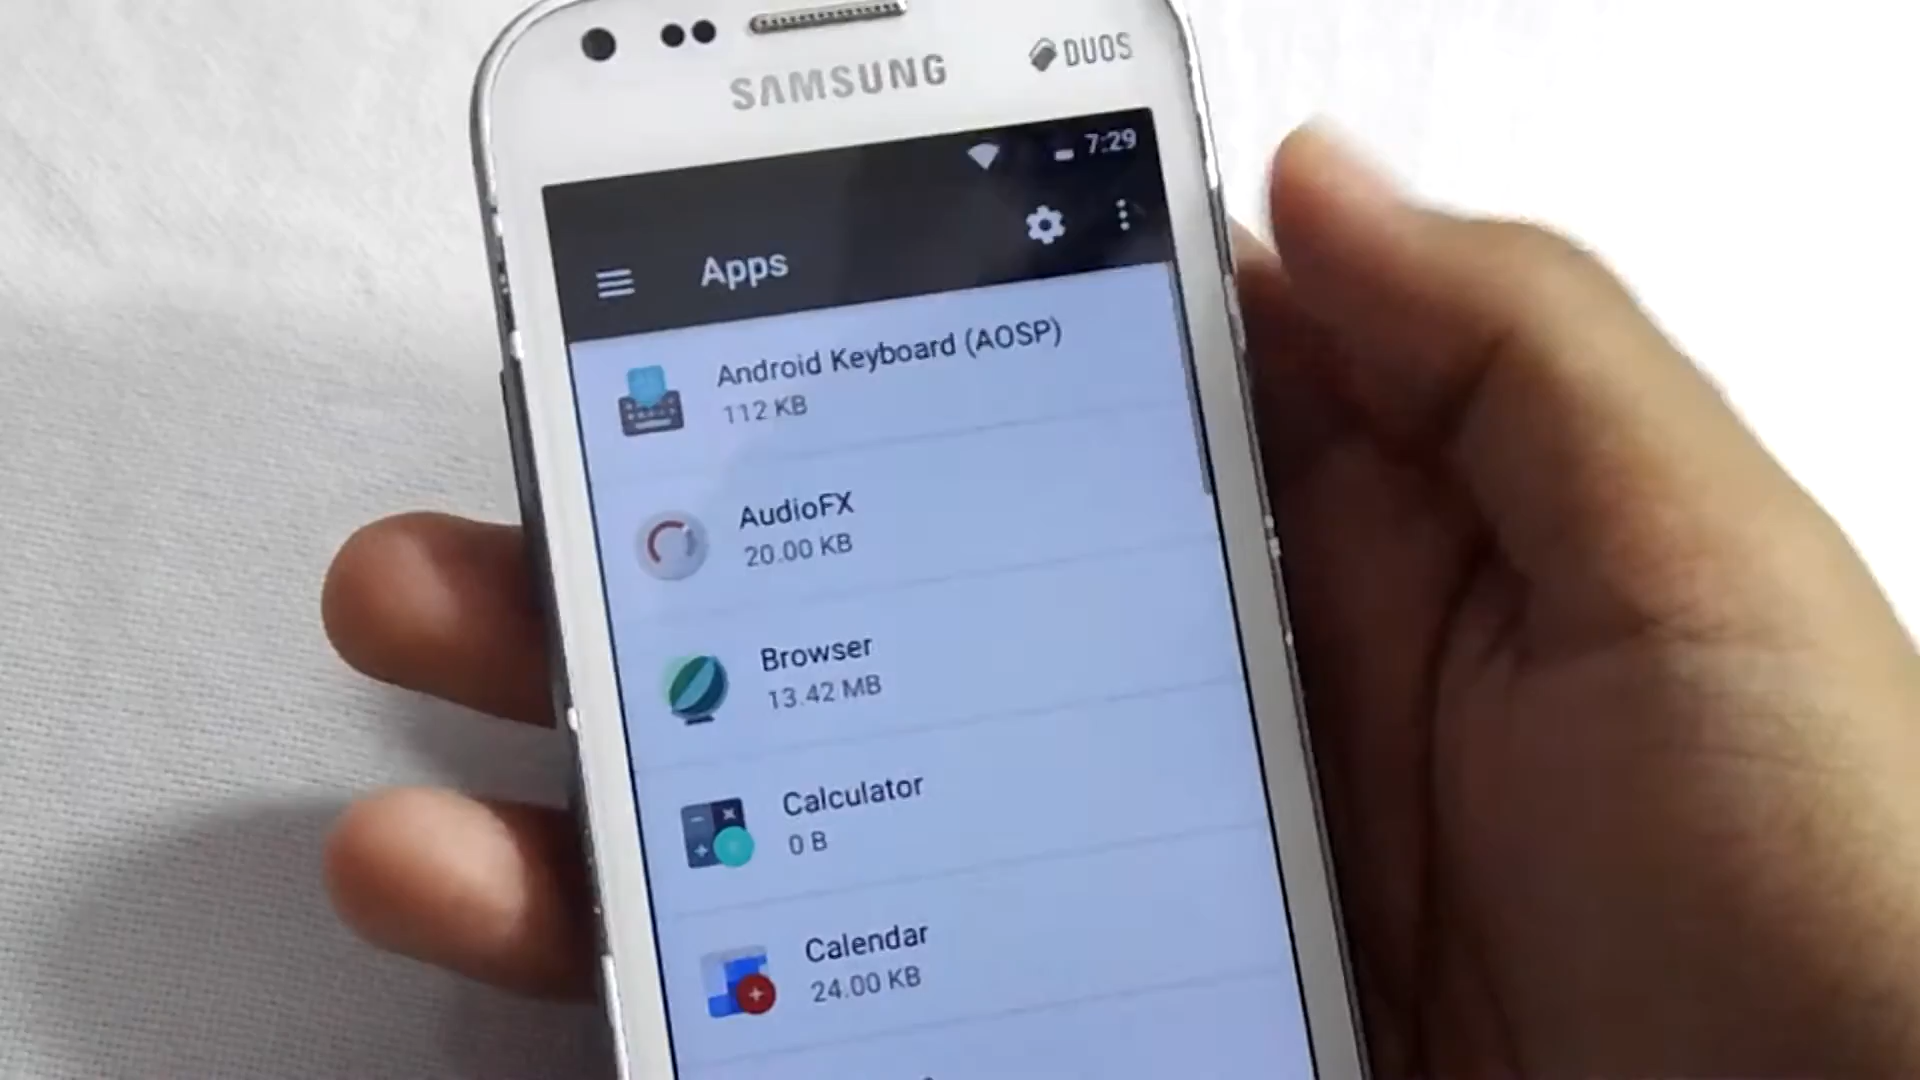 SAMSUNG
DUOS
7:29
Apps
Android Keyboard (AOSP)
112 KB
AudioFX
20.00 KB
Browser
13.42 MB
Calculator
0 B
Calendar
24.00 KB